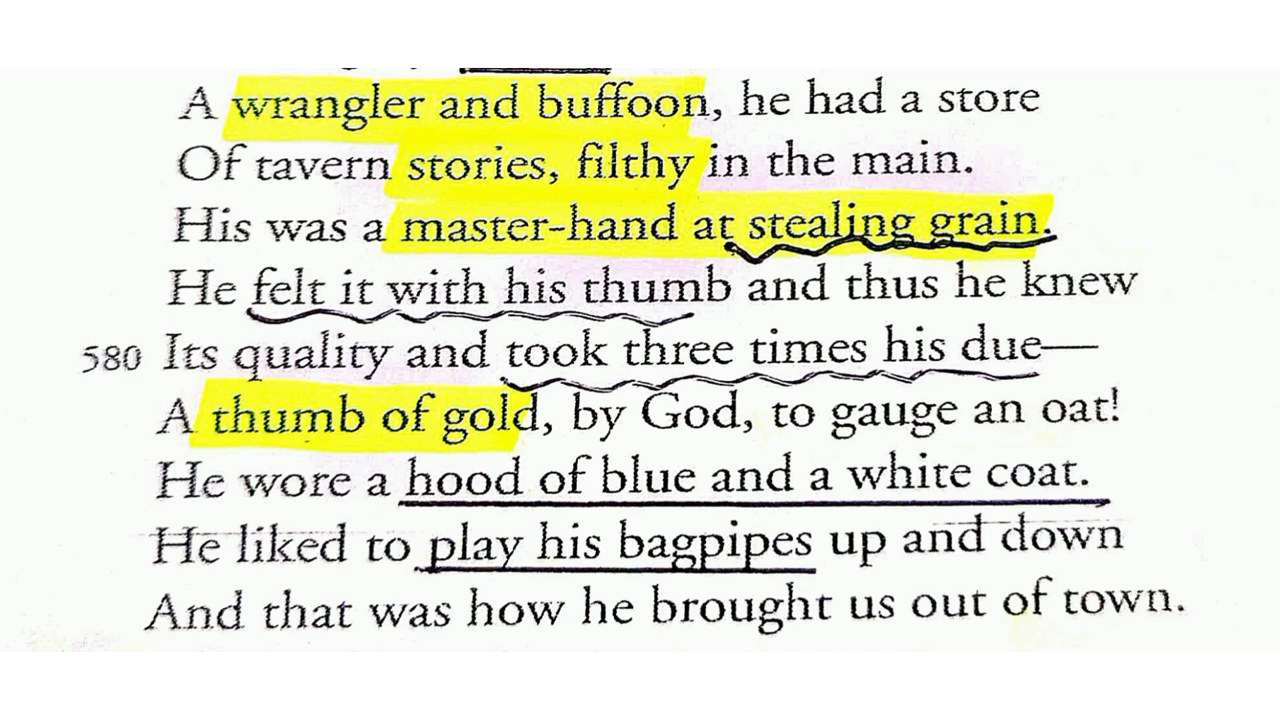 A wrangler and buffoon, he had a store
Of tavern stories, filthy in the main.
His was a master-hand at stealing grain.
He felt it with his thumb and thus he knew
580 Its quality and took three times his due—
A thumb of gold, by God, to gauge an oat!
He wore a hood of blue and a white coat.
He liked to play his bagpipes up and down
And that was how he brought us out of town.